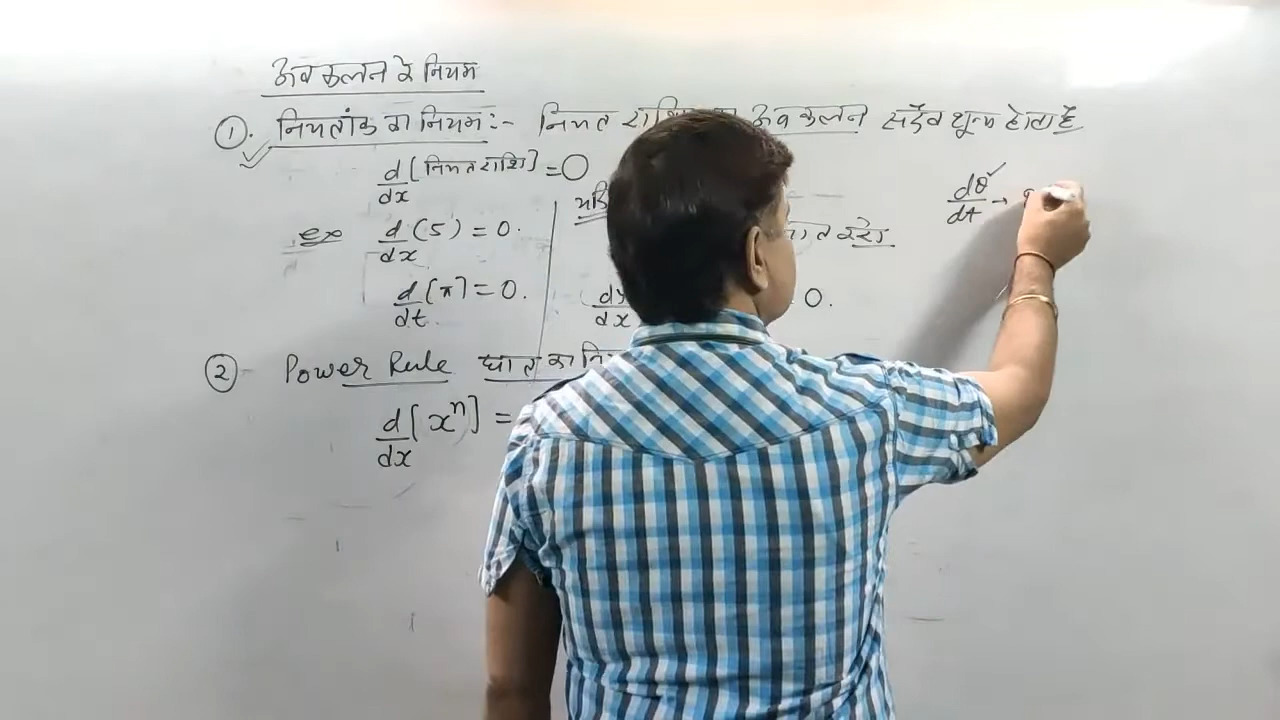 अवकलन के नियम
①. नियतांक का नियम :- नियत अवकलन सदैव शून्य होता है
d/dx [नियत राशि] = 0
dθ/dt →
ex d/dx (5) = 0.
ज्ञात करो
d/dt [π] = 0.
dx 0.
② Power Rule घात का
d/dx [xⁿ] =